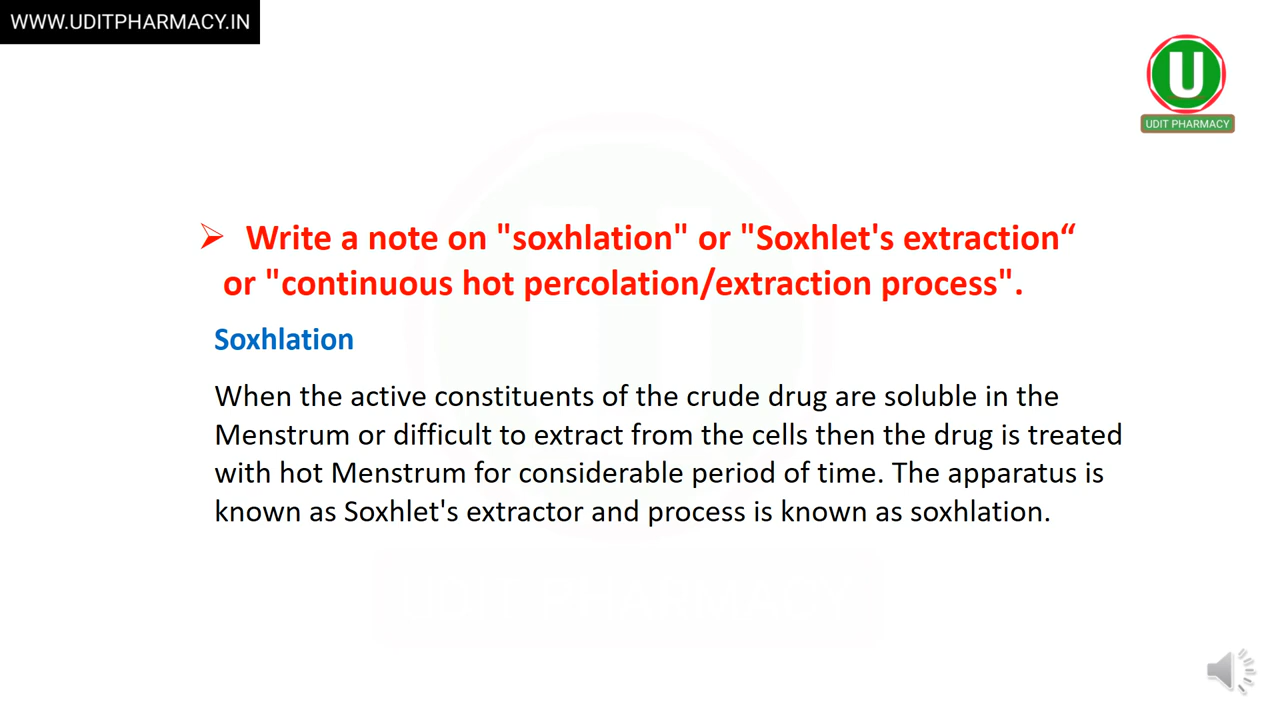 WWW.UDITPHARMACY.IN
U
UDIT PHARMACY
➢ Write a note on "soxhlation" or "Soxhlet's extraction“
or "continuous hot percolation/extraction process".
Soxhlation
When the active constituents of the crude drug are soluble in the
Menstrum or difficult to extract from the cells then the drug is treated
with hot Menstrum for considerable period of time. The apparatus is
known as Soxhlet's extractor and process is known as soxhlation.
UDIT PHARMACY